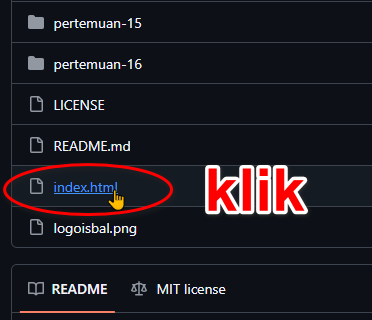 pertemuan-15
pertemuan-16
LICENSE
README.md
index.html
klik
logoisbal.png
README
MIT license